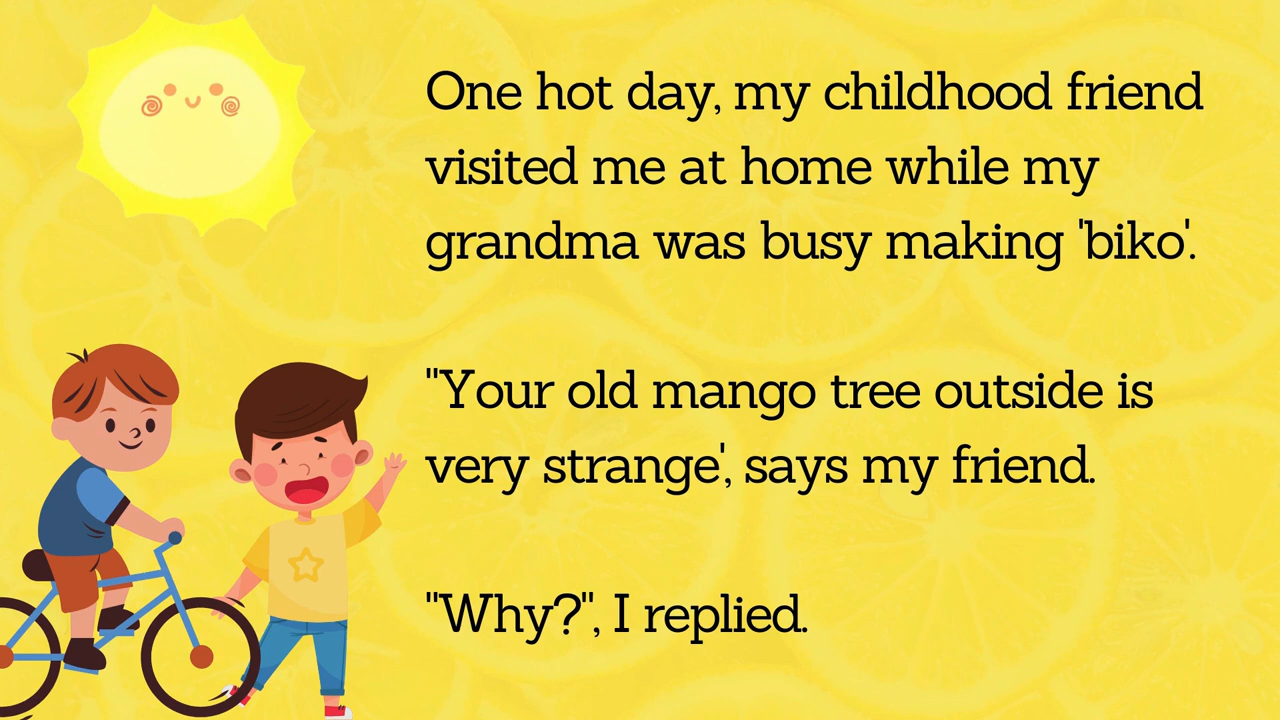 One hot day, my childhood friend
visited me at home while my
grandma was busy making 'biko'.
"Your old mango tree outside is
very strange', says my friend.
"Why?", I replied.